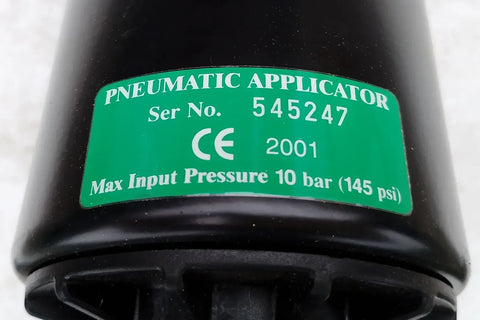 PNEUMATIC APPLICATOR
Ser No. 545247
CE 2001
Max Input Pressure 10 bar (145 psi)